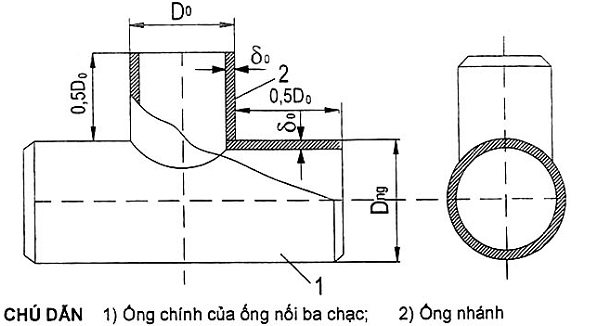 D₀
δ₀
2
0,5D₀
0,5D₀
δ₀
Dng
1
CHÚ DẪN 1) Ống chính của ống nối ba chạc; 2) Ống nhánh